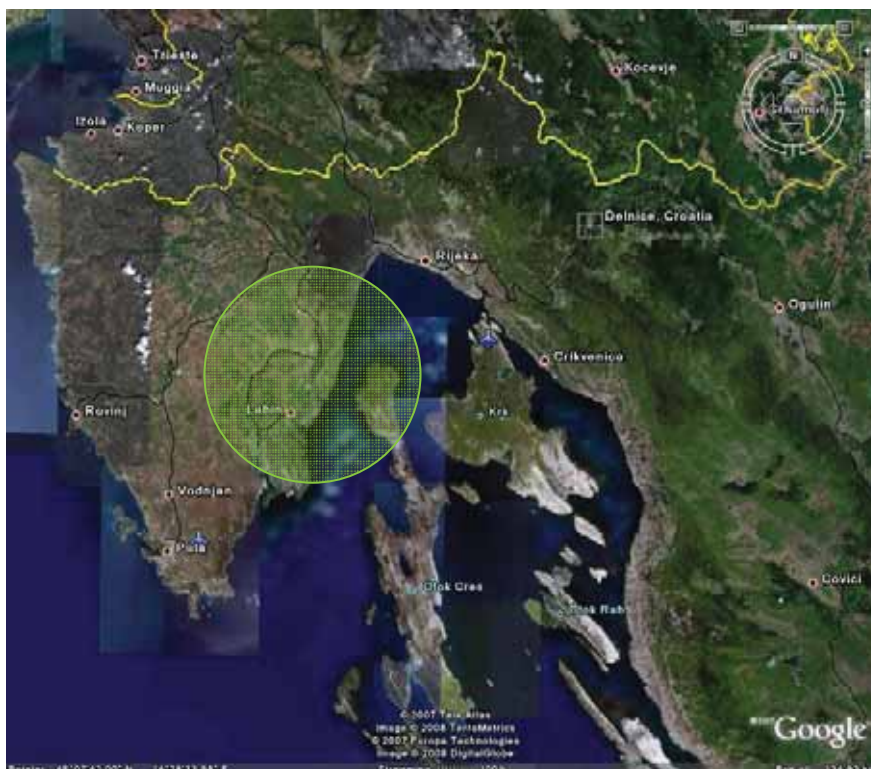 Trieste
Kocevje
Muggia
Izola
Koper
N
Delnice, Croatia
Rijeka
Ogulin
Crikvenica
Labin
Rovinj
Krk
Vodnjan
Pula
Otok Cres
Covici
Otok Rab
© 2007 Tele Atlas
Image © 2008 TerraMetrics
© 2007 Europa Technologies
Image © 2008 DigitalGlobe
Google